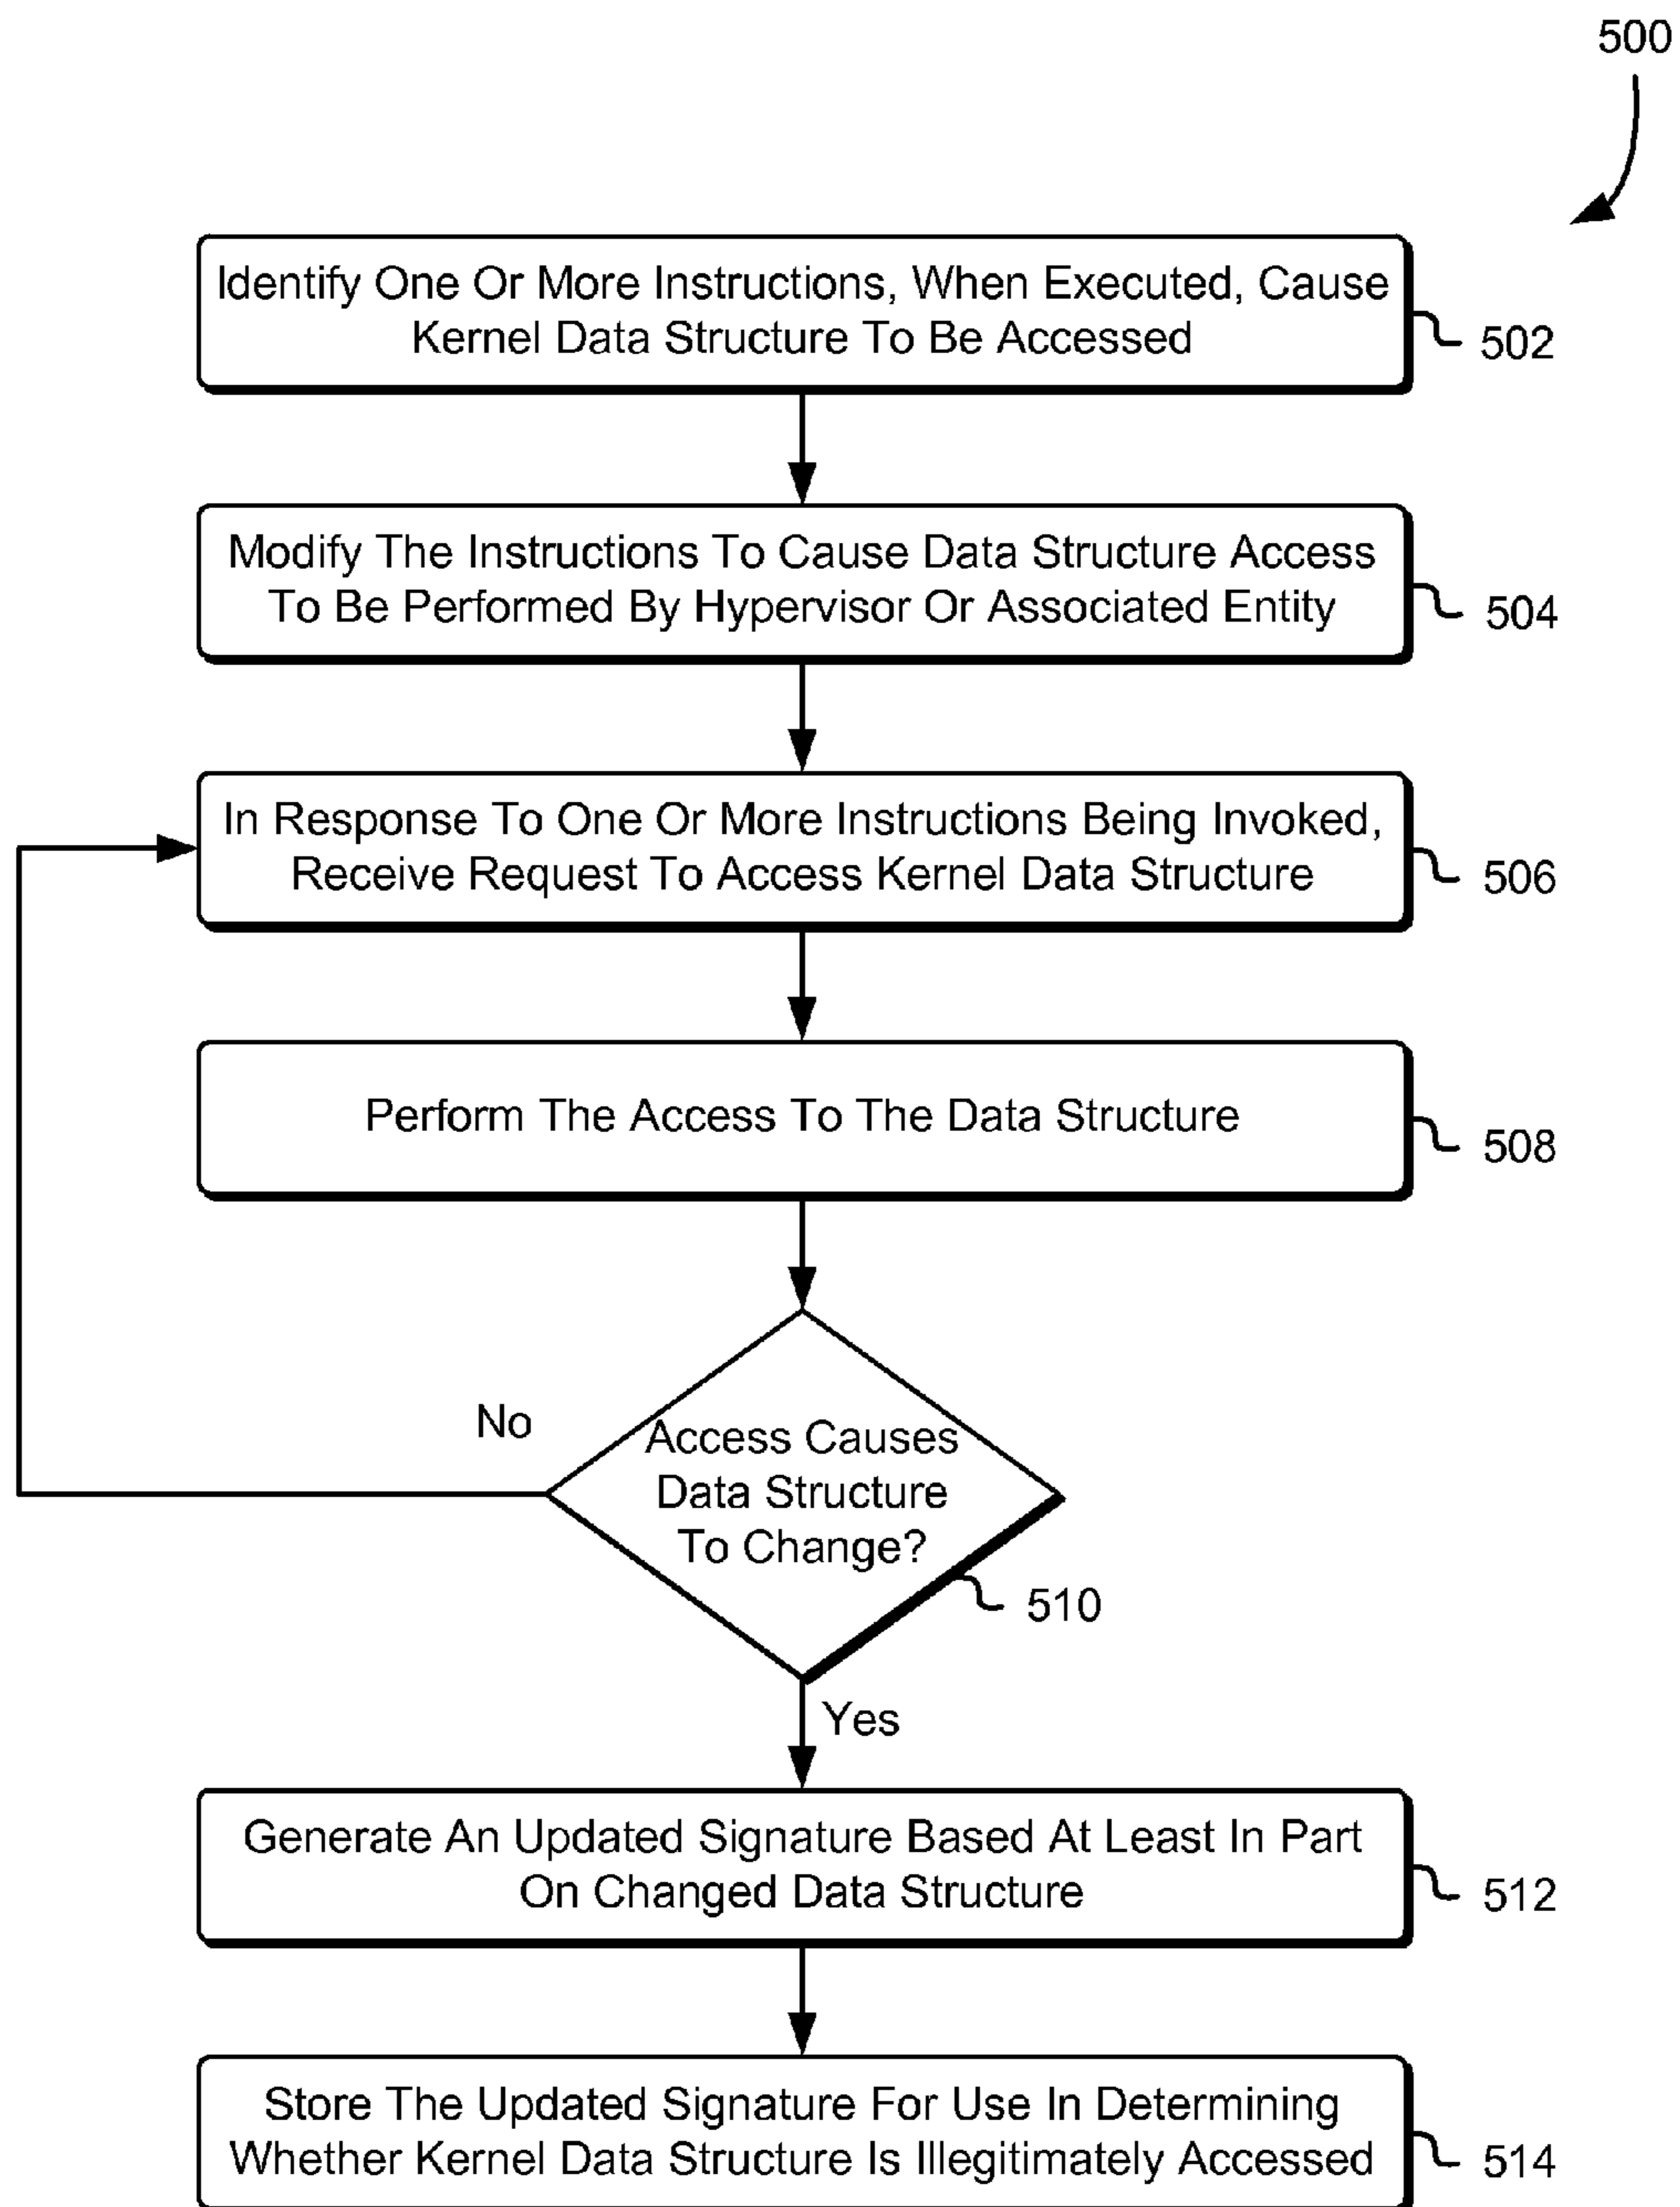 500
Identify One Or More Instructions, When Executed, Cause
Kernel Data Structure To Be Accessed
502
Modify The Instructions To Cause Data Structure Access
To Be Performed By Hypervisor Or Associated Entity
504
In Response To One Or More Instructions Being Invoked,
Receive Request To Access Kernel Data Structure
506
Perform The Access To The Data Structure
508
No
Access Causes
Data Structure
To Change?
510
Yes
Generate An Updated Signature Based At Least In Part
On Changed Data Structure
512
Store The Updated Signature For Use In Determining
Whether Kernel Data Structure Is Illegitimately Accessed
514